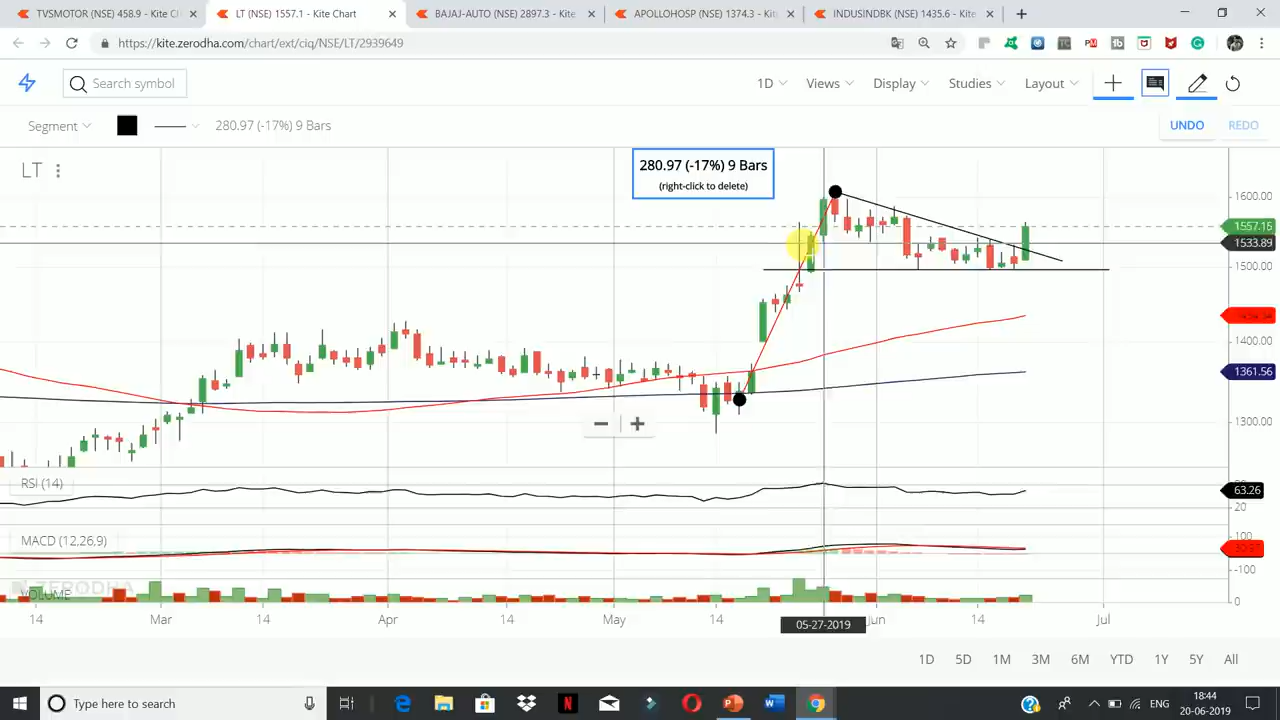 TVSMOTOR (NSE) 458.9 - Kite C
LT (NSE) 1557.1 - Kite Chart
BAJAJ-AUTO (NSE) 2897.3 - Kite
APOLLOHOSP (NSE) 1374.3 - Kite
INDUSINDBK (NSE) 1435.6 - Kite
https://kite.zerodha.com/chart/ext/ciq/NSE/LT/2939649
Search symbol
1D Views Display Studies Layout
Segment 280.97 (-17%) 9 Bars
UNDO REDO
LT
280.97 (-17%) 9 Bars
(right-click to delete)
1600.00
1557.15
1533.89
1500.00
1400.00
1361.56
1300.00
RSI (14)
63.26
20
MACD (12,26,9)
100
-100
ZERODHA
VOLUME
0
14 Mar 14 Apr 14 May 14 05-27-2019 Jun 14 Jul
1D 5D 1M 3M 6M YTD 1Y 5Y All
Type here to search
ENG
18:44
20-06-2019